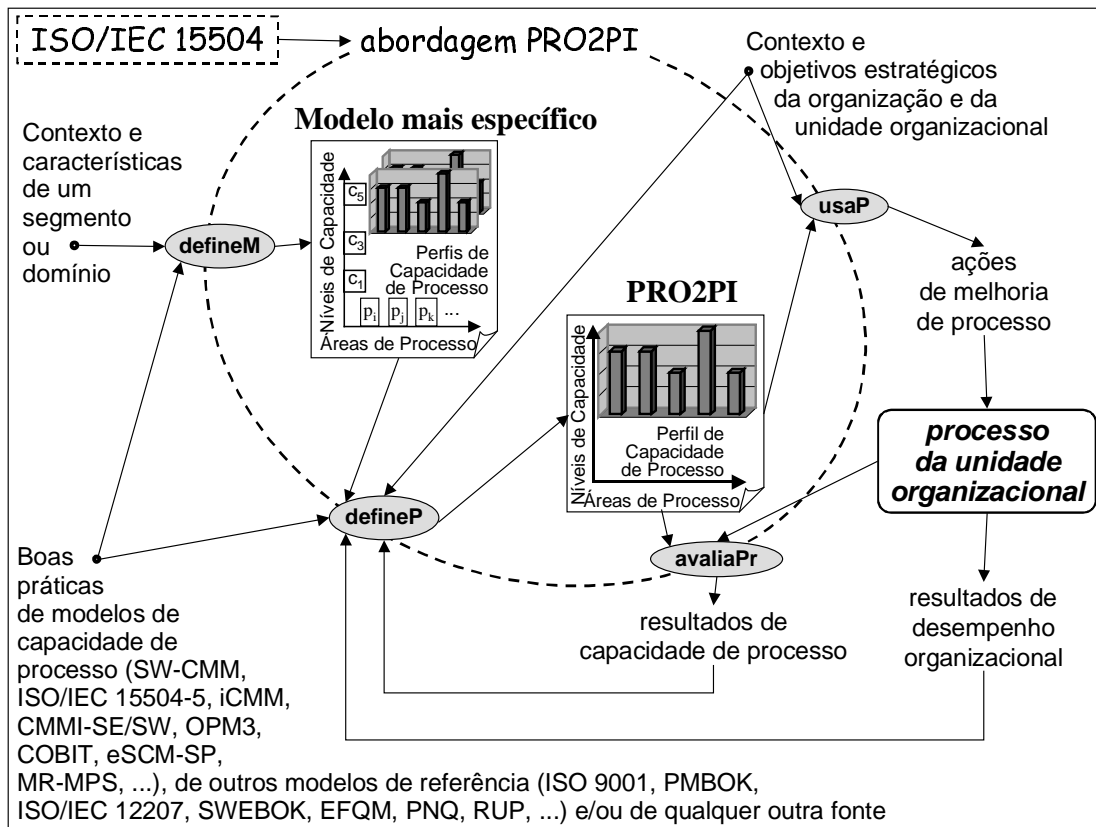 ISO/IEC 15504
abordagem PRO2PI
Contexto e
objetivos estratégicos
da organização e da
unidade organizacional
Contexto e
características
de um
segmento
ou
domínio
Modelo mais específico
Níveis de Capacidade
c5
c3
c1
Perfis de
Capacidade
de Processo
pi pj pk ...
Áreas de Processo
defineM
usaP
ações
de melhoria
de processo
PRO2PI
Níveis de Capacidade
Perfil de
Capacidade
de Processo
Áreas de Processo
processo
da unidade
organizacional
defineP
avaliaPr
resultados de
capacidade de processo
resultados de
desempenho
organizacional
Boas
práticas
de modelos de
capacidade de
processo (SW-CMM,
ISO/IEC 15504-5, iCMM,
CMMI-SE/SW, OPM3,
COBIT, eSCM-SP,
MR-MPS, ...), de outros modelos de referência (ISO 9001, PMBOK,
ISO/IEC 12207, SWEBOK, EFQM, PNQ, RUP, ...) e/ou de qualquer outra fonte